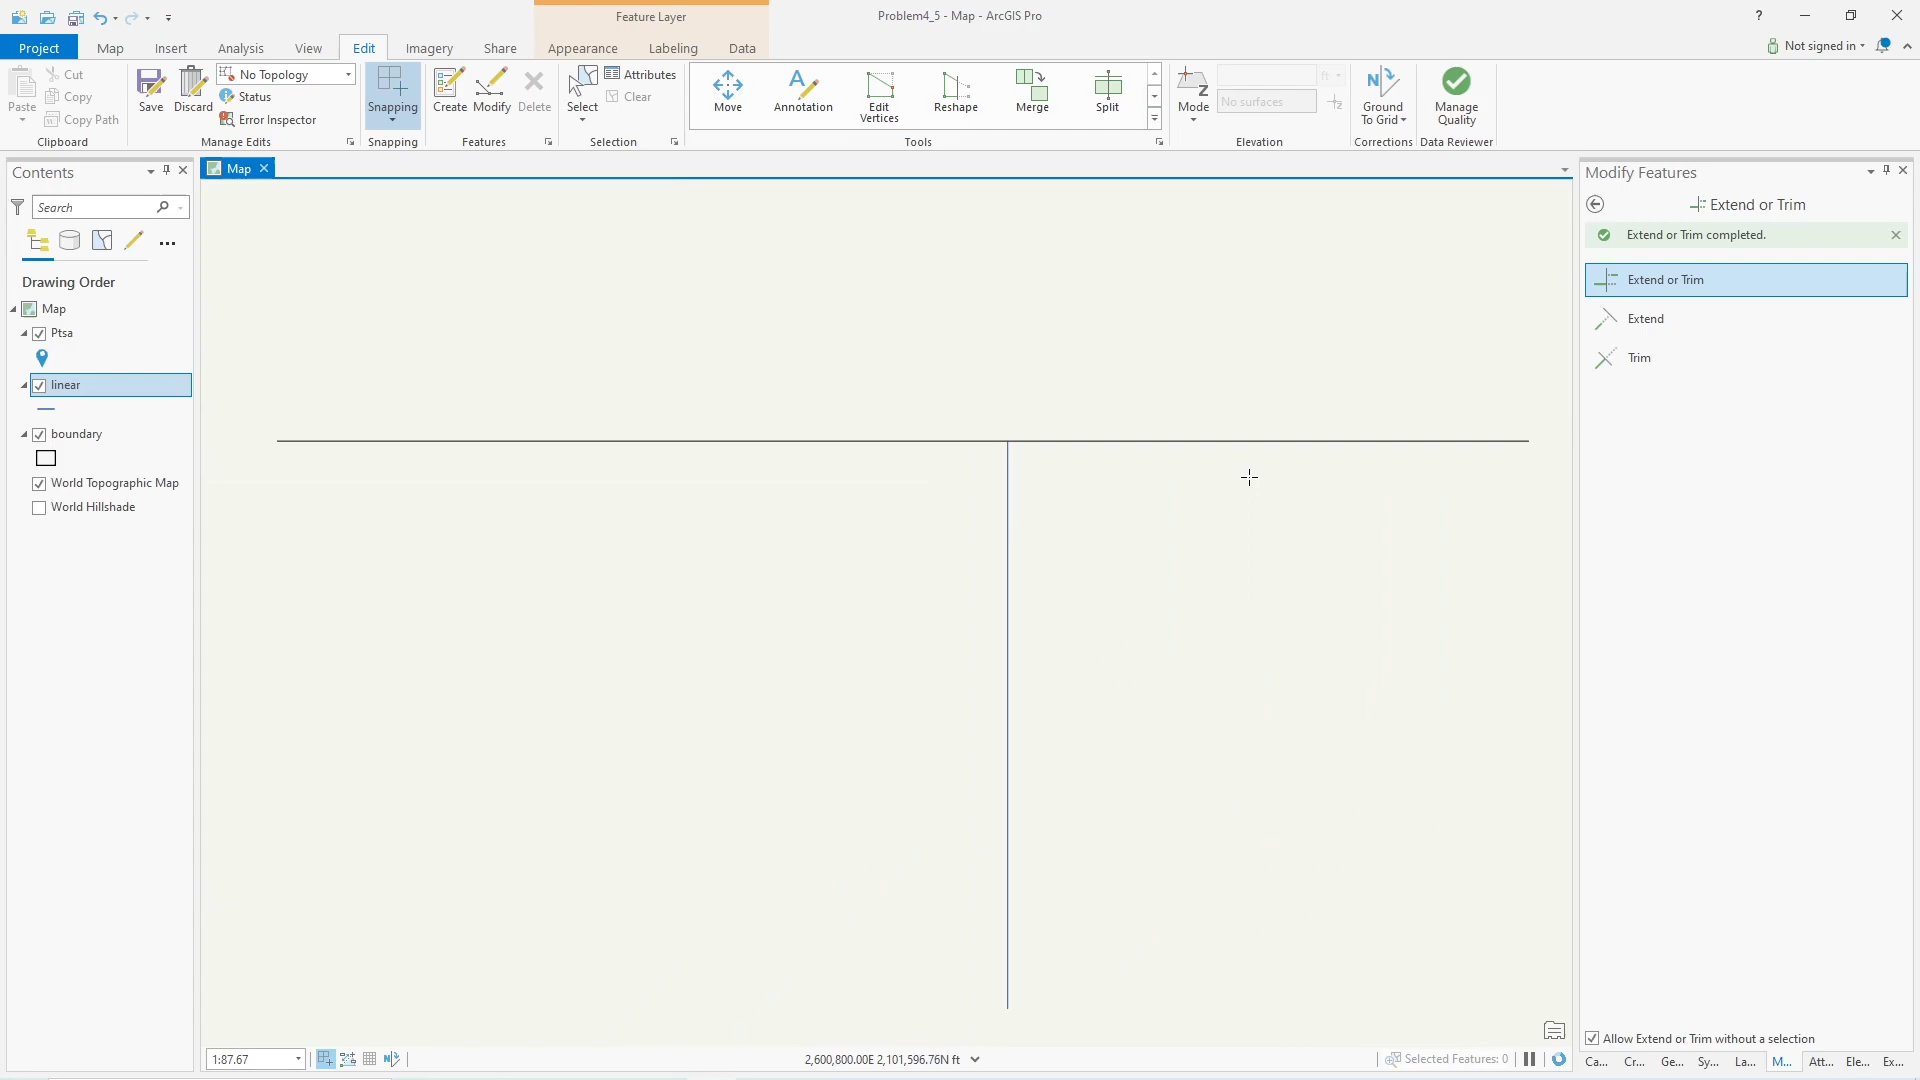 Feature Layer
Problem4_5 - Map - ArcGIS Pro
?
Project
Map
Insert
Analysis
View
Edit
Imagery
Share
Appearance
Labeling
Data
Not signed in
Paste
Cut
Copy
Copy Path
Clipboard
Save
Discard
No Topology
Status
Error Inspector
Manage Edits
Snapping
Snapping
Create
Modify
Delete
Features
Select
Attributes
Clear
Selection
Move
Annotation
Edit
Vertices
Reshape
Merge
Split
Tools
Mode
ft
No surfaces
Elevation
Ground
To Grid
Corrections
Manage
Quality
Data Reviewer
Contents
Search
Drawing Order
Map
Ptsa
linear
boundary
World Topographic Map
World Hillshade
Map
1:87.67
2,600,800.00E 2,101,596.76N ft
Selected Features: 0
Modify Features
Extend or Trim
Extend or Trim completed.
Extend or Trim
Extend
Trim
Allow Extend or Trim without a selection
Ca... Cr... Ge... Sy... La... M... Att... Ele... Ex...